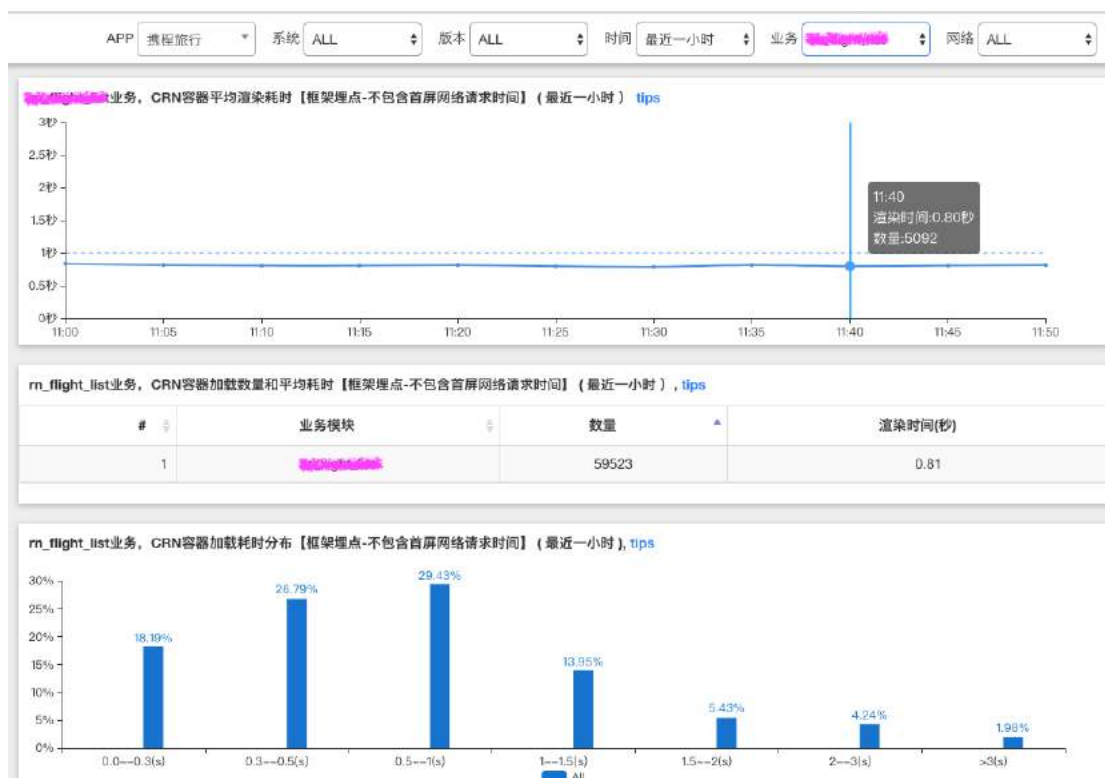 APP 携程旅行 系统 ALL 版本 ALL 时间 最近一小时 业务 网络 ALL
业务，CRN容器平均渲染耗时【框架埋点-不包含首屏网络请求时间】（最近一小时） tips
3秒
2.5秒
2秒
1.5秒
1秒
0.5秒
0秒
11:40
渲染时间:0.80秒
数量:5092
11:00 11:05 11:10 11:15 11:20 11:25 11:30 11:35 11:40 11:45 11:50
rn_flight_list业务，CRN容器加载数量和平均耗时【框架埋点-不包含首屏网络请求时间】（最近一小时），tips
# 业务模块 数量 渲染时间(秒)
1 59523 0.81
rn_flight_list业务，CRN容器加载耗时分布【框架埋点-不包含首屏网络请求时间】（最近一小时), tips
30%
25%
20%
15%
10%
5%
0%
18.19% 26.79% 29.43% 13.95% 5.43% 4.24% 1.98%
0.0--0.3(s) 0.3--0.5(s) 0.5--1(s) 1--1.5(s) 1.5--2(s) 2--3(s) >3(s)
All